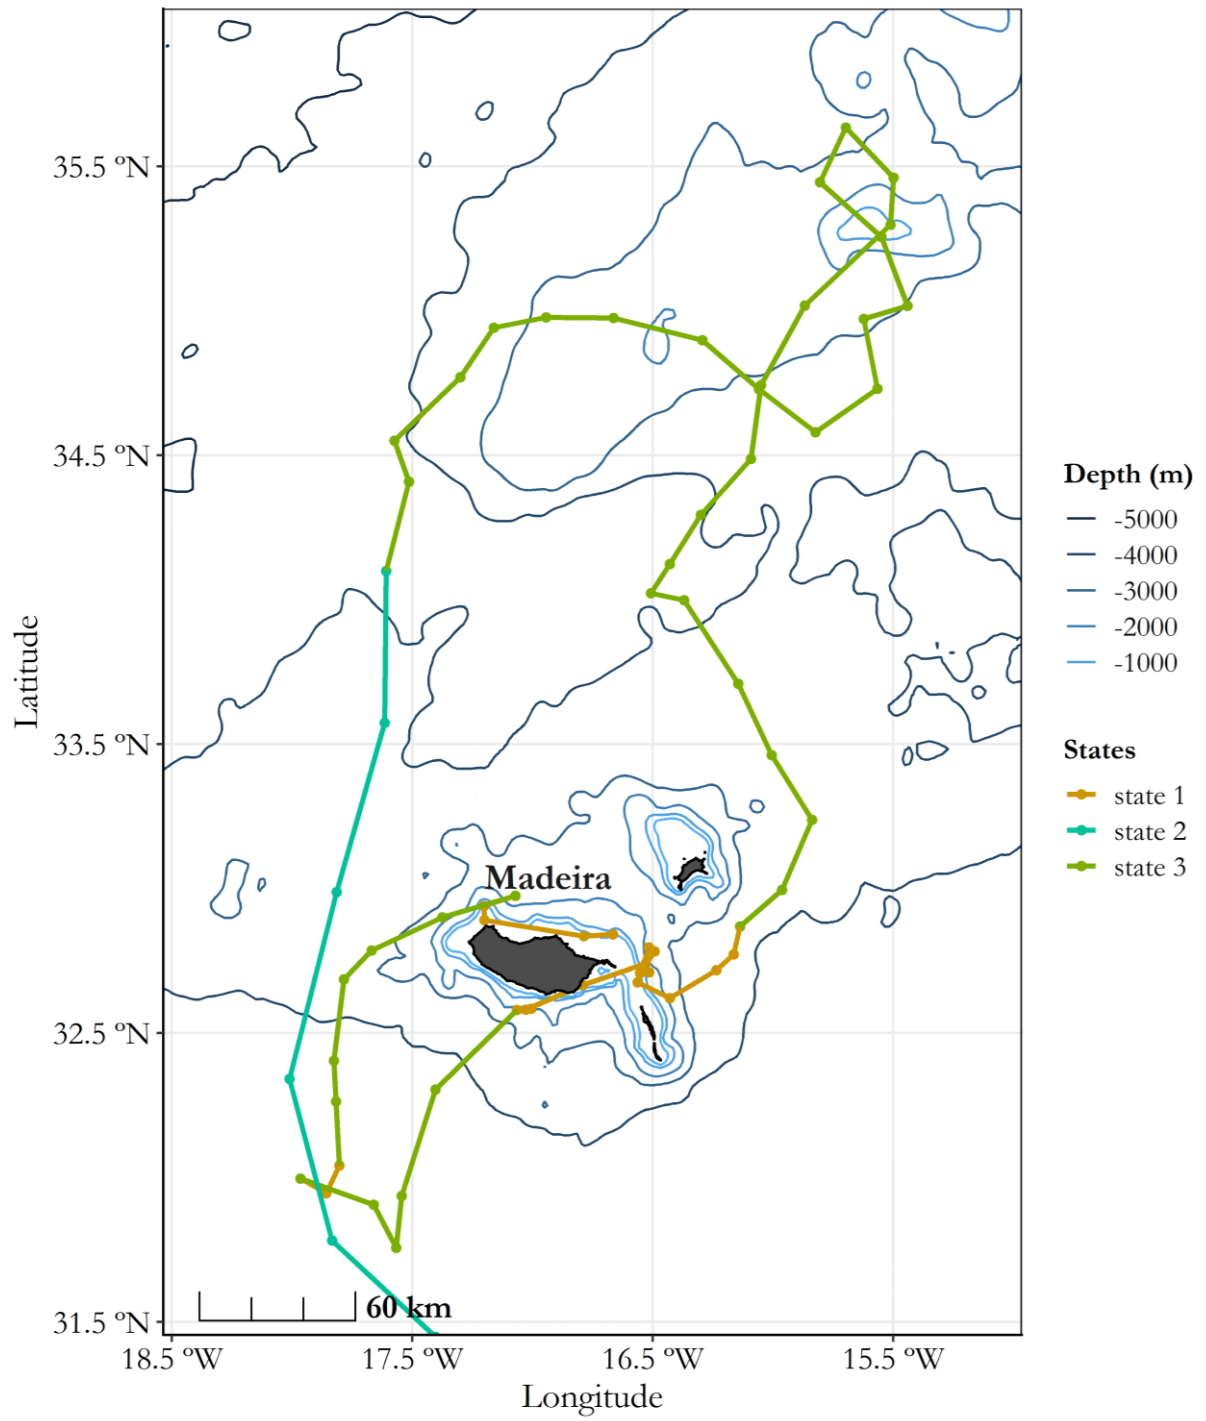 35.5 ºN
34.5 ºN
33.5 ºN
32.5 ºN
31.5 ºN
Latitude
Madeira
60 km
18.5 ºW
17.5 ºW
16.5 ºW
15.5 ºW
Longitude
Depth (m)
-5000
-4000
-3000
-2000
-1000
States
state 1
state 2
state 3